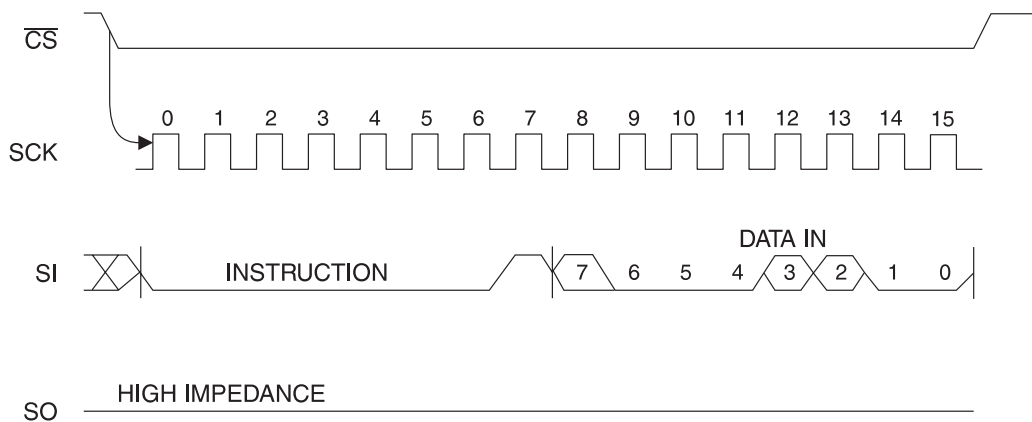 CS
0 1 2 3 4 5 6 7 8 9 10 11 12 13 14 15
SCK
DATA IN
SI INSTRUCTION 7 6 5 4 3 2 1 0
HIGH IMPEDANCE
SO